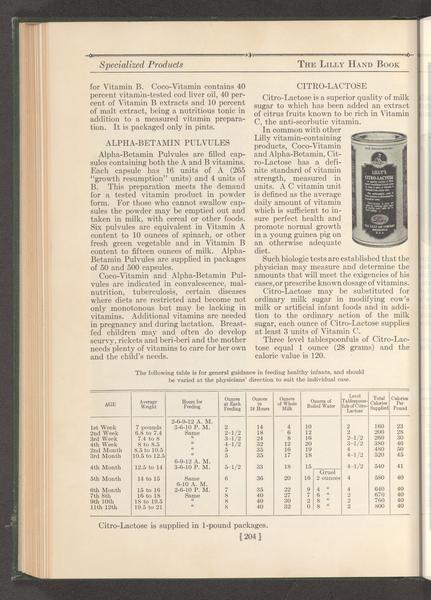 Specialized Products
THE LILLY HAND BOOK
for Vitamin B. Coco-Vitamin contains 40
percent vitamin-tested cod liver oil, 40 per-
cent of Vitamin B extracts and 10 percent
of malt extract, being a nutritious tonic in
addition to a measured vitamin prepara-
tion. It is packaged only in pints.
ALPHA-BETAMIN PULVULES
Alpha-Betamin Pulvules are filled cap-
sules containing both the A and B vitamins.
Each capsule has 16 units of A (265
"growth resumption" units) and 4 units of
B. This preparation meets the demand
for a tested vitamin product in powder
form. For those who cannot swallow cap-
sules the powder may be emptied out and
taken in milk, with cereal or other foods.
Six pulvules are equivalent in Vitamin A
content to 10 ounces of spinach, or other
fresh green vegetable and in Vitamin B
content to fifteen ounces of milk. Alpha-
Betamin Pulvules are supplied in packages
of 50 and 500 capsules.
Coco-Vitamin and Alpha-Betamin Pul-
vules are indicated in convalescence, mal-
nutrition, tuberculosis, certain diseases
where diets are restricted and become not
only monotonous but may be lacking in
vitamins. Additional vitamins are needed
in pregnancy and during lactation. Breast-
fed children may and often do develop
scurvy, rickets and beri-beri and the mother
needs plenty of vitamins to care for her own
and the child's needs.
CITRO-LACTOSE
Citro-Lactose is a superior quality of milk
sugar to which has been added an extract
of citrus fruits known to be rich in Vitamin
C, the anti-scorbutic vitamin.
In common with other
Lilly vitamin-containing
products, Coco-Vitamin
and Alpha-Betamin, Cit-
ro-Lactose has a defi-
nite standard of vitamin
strength, measured in
units. A C vitamin unit
is defined as the average
daily amount of vitamin
which is sufficient to in-
sure perfect health and
promote normal growth
in a young guinea pig on
an otherwise adequate
diet.
LILLY'S
CITRO-LACTOSE
Such biologic tests are established that the
physician may measure and determine the
amounts that will meet the exigencies of his
cases, or prescribe known dosage of vitamins.
Citro-Lactose may be substituted for
ordinary milk sugar in modifying cow's
milk or artificial infant foods and in addi-
tion to the ordinary action of the milk
sugar, each ounce of Citro-Lactose supplies
at least 3 units of Vitamin C.
Three level tablespoonfuls of Citro-Lac-
tose equal 1 ounce (28 grams) and the
calorie value is 120.
The following table is for general guidance in feeding healthy infants, and should
be varied at the physicians' direction to suit the individual case.
AGE Average Weight Hours for Feeding Ounces at Each Feeding Ounces in 24 Hours Ounces of Whole Milk Ounces of Boiled Water Level Tablespoon-fuls of Citro-Lactose Total Calories Supplied Calories Per Pound
2-6-9-12 A. M.
1st Week 7 pounds 3-6-10 P. M. 2 14 4 10 2 160 23
2nd Week 6.8 to 7.4 Same 2-1/2 18 6 12 2 200 28
3rd Week 7.4 to 8 " 3-1/2 24 8 16 2-1/2 260 30
4th Week 8 to 8.5 " 4-1/2 32 12 20 3-1/2 380 46
2nd Month 8.5 to 10.5 " 5 35 16 19 4 480 50
3rd Month 10.5 to 12.5 " 5 35 17 18 4-1/2 520 45
6-9-12 A. M.
4th Month 12.5 to 14 3-6-10 P. M. 5-1/2 33 18 15 4-1/2 540 41
Gruel
5th Month 14 to 15 Same 6 36 20 16 2 ounces 4 580 40
6-10 A. M.
6th Month 15 to 16 2-6-10 P. M. 7 35 22 9 4 " 4 640 40
7th 8th 16 to 18 Same 8 40 27 7 6 " 2 670 40
9th 10th 18 to 19.5 " 8 40 30 2 8 " 2 760 40
11th 12th 19.5 to 21 " 8 40 32 0 8 " 2 800 40
Citro-Lactose is supplied in 1-pound packages.
[ 204 ]